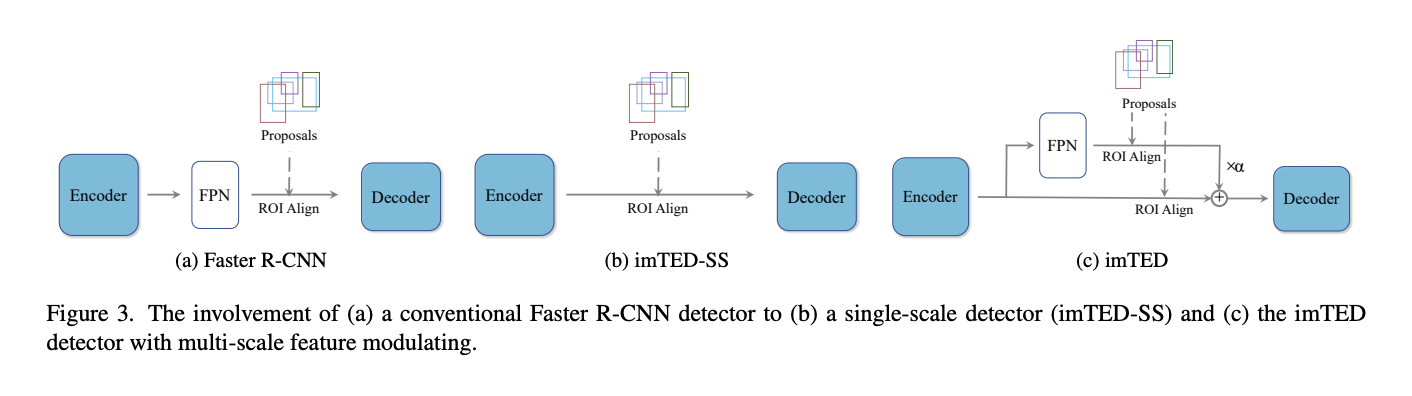 Proposals
Encoder
FPN
ROI Align
Decoder
(a) Faster R-CNN
Proposals
Encoder
ROI Align
Decoder
(b) imTED-SS
Proposals
FPN
ROI Align
×α
Encoder
ROI Align
+
Decoder
(c) imTED
Figure 3. The involvement of (a) a conventional Faster R-CNN detector to (b) a single-scale detector (imTED-SS) and (c) the imTED
detector with multi-scale feature modulating.